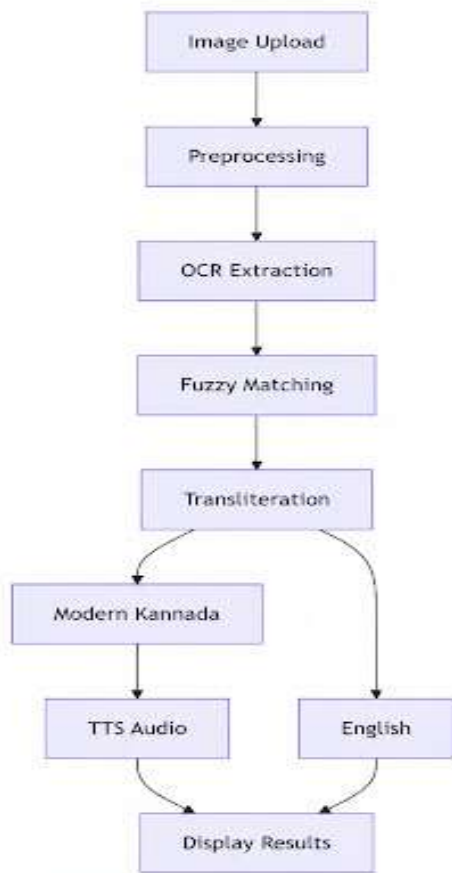 Image Upload
Preprocessing
OCR Extraction
Fuzzy Matching
Transliteration
Modern Kannada
TTS Audio
English
Display Results